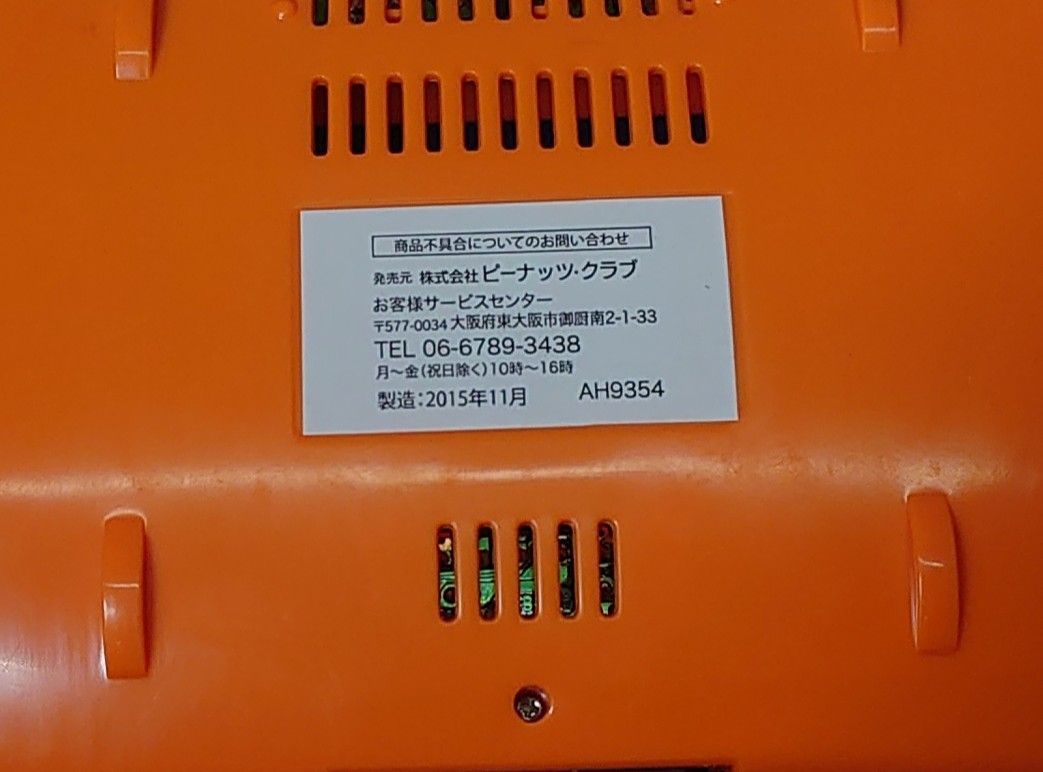 商品不具合についてのお問い合わせ
発売元 株式会社ピーナッツ・クラブ
お客様サービスセンター
〒577-0034 大阪府東大阪市御厨南2-1-33
TEL 06-6789-3438
月〜金（祝日除く）10時〜16時
製造：2015年11月 AH9354